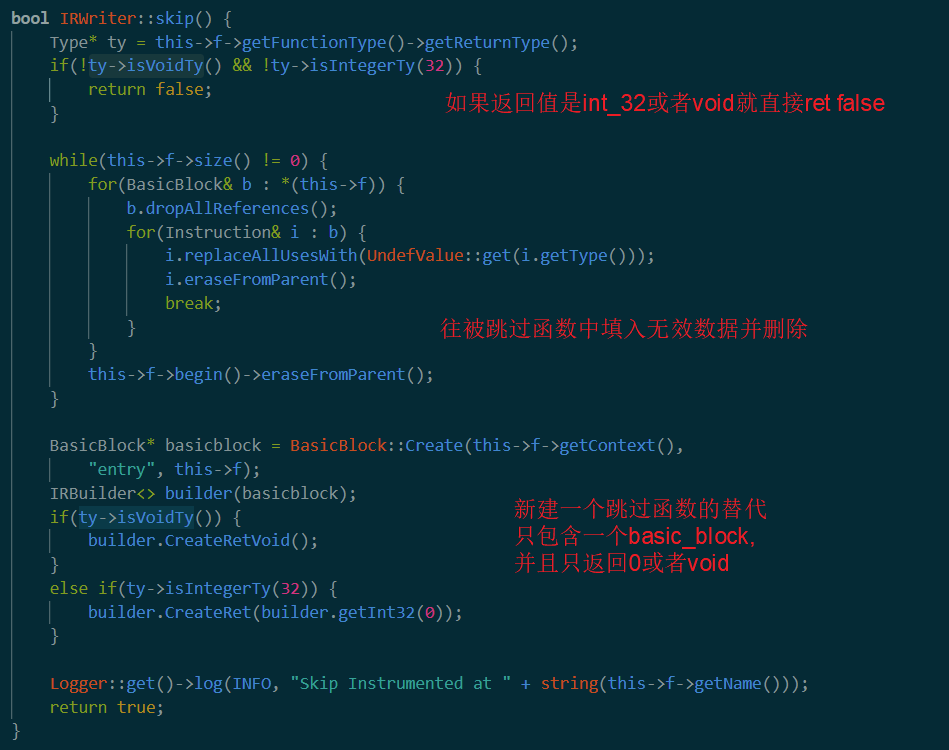 bool IRWriter::skip() {
Type* ty = this->f->getFunctionType()->getReturnType();
if(!ty->isVoidTy() && !ty->isIntegerTy(32)) {
return false;
如果返回值是int_32或者void就直接ret false
}
while(this->f->size() != 0) {
for(BasicBlock& b : *(this->f)) {
b.dropAllReferences();
for(Instruction& i : b) {
i.replaceAllUsesWith(UndefValue::get(i.getType()));
i.eraseFromParent();
break;
}
往被跳过函数中填入无效数据并删除
}
this->f->begin()->eraseFromParent();
}
BasicBlock* basicblock = BasicBlock::Create(this->f->getContext(),
"entry", this->f);
IRBuilder<> builder(basicblock);
if(ty->isVoidTy()) {
builder.CreateRetVoid();
}
else if(ty->isIntegerTy(32)) {
builder.CreateRet(builder.getInt32(0));
}
新建一个跳过函数的替代
只包含一个basic_block,
并且只返回0或者void
Logger::get()->log(INFO, "Skip Instrumented at " + string(this->f->getName()));
return true;
}